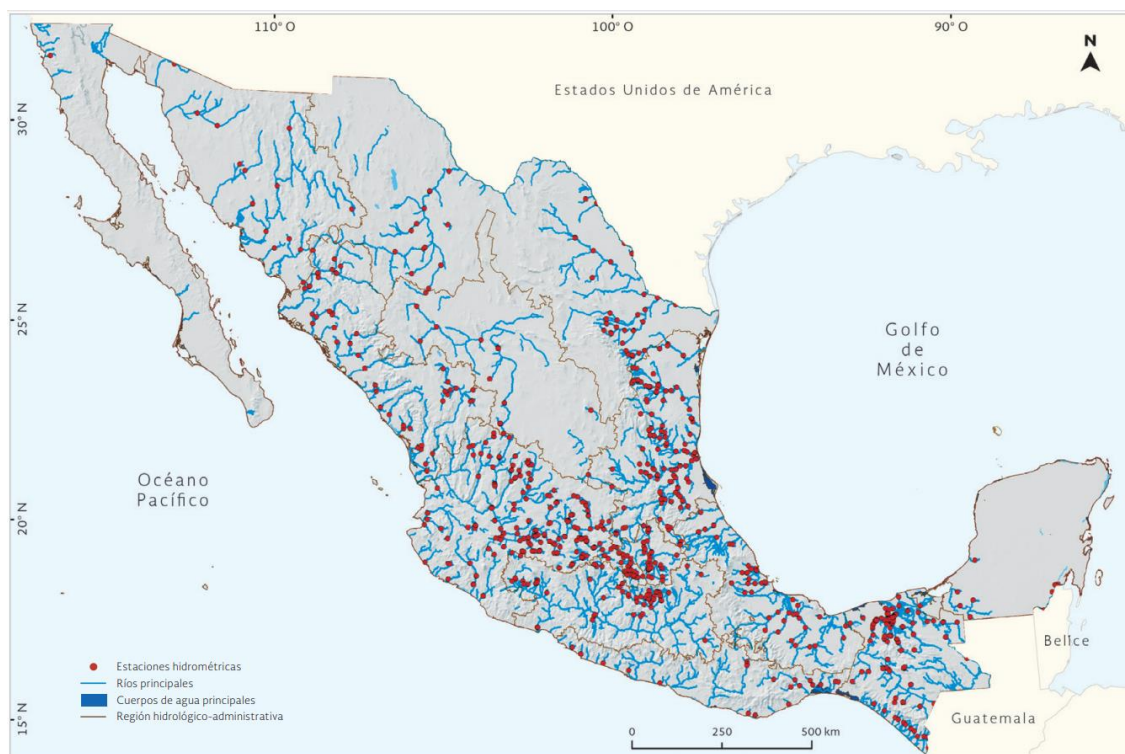 110° O
100° O
90° O
N
Estados Unidos de América
30° N
25° N
Golfo
de
México
Océano
Pacífico
20° N
Belice
Estaciones hidrométricas
Ríos principales
Cuerpos de agua principales
Región hidrológico-administrativa
0
250
500 km
Guatemala
15° N